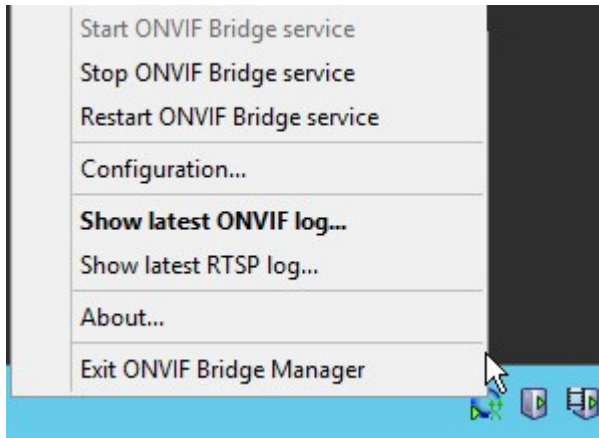 Start ONVIF Bridge service
Stop ONVIF Bridge service
Restart ONVIF Bridge service
Configuration...
Show latest ONVIF log...
Show latest RTSP log...
About...
Exit ONVIF Bridge Manager